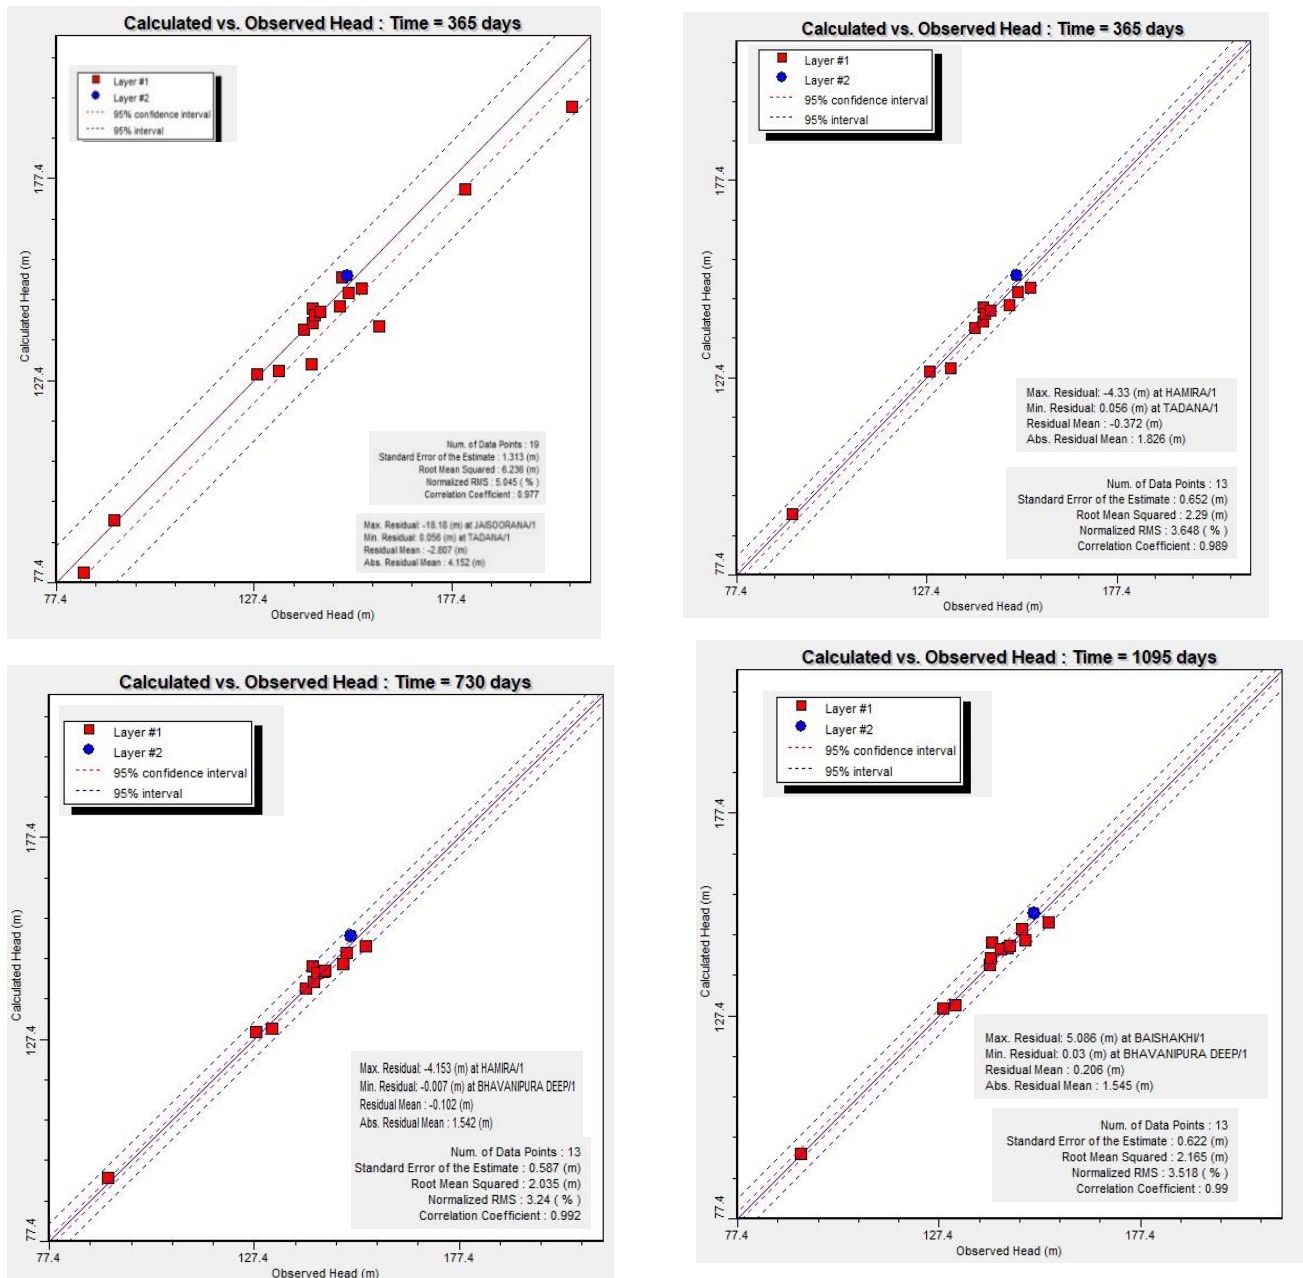 Calculated vs. Observed Head : Time = 365 days
Layer #1
Layer #2
95% confidence interval
95% interval
177.4
127.4
77.4
Calculated Head (m)
Num. of Data Points : 19
Standard Error of the Estimate : 1.313 (m)
Root Mean Squared : 6.236 (m)
Normalized RMS : 5.045 ( % )
Correlation Coefficient : 0.977
Max. Residual: -18.18 (m) at JAISOORANA/1
Min. Residual: 0.056 (m) at TADANA/1
Residual Mean : -2.807 (m)
Abs. Residual Mean : 4.152 (m)
77.4 127.4 177.4
Observed Head (m)
Calculated vs. Observed Head : Time = 365 days
Layer #1
Layer #2
95% confidence interval
95% interval
177.4
127.4
77.4
Calculated Head (m)
Max. Residual: -4.33 (m) at HAMIRA/1
Min. Residual: 0.056 (m) at TADANA/1
Residual Mean : -0.372 (m)
Abs. Residual Mean : 1.826 (m)
Num. of Data Points : 13
Standard Error of the Estimate : 0.652 (m)
Root Mean Squared : 2.29 (m)
Normalized RMS : 3.648 ( % )
Correlation Coefficient : 0.989
77.4 127.4 177.4
Observed Head (m)
Calculated vs. Observed Head : Time = 730 days
Layer #1
Layer #2
95% confidence interval
95% interval
177.4
127.4
77.4
Calculated Head (m)
Max. Residual: -4.153 (m) at HAMIRA/1
Min. Residual: -0.007 (m) at BHAVANIPURA DEEP/1
Residual Mean : -0.102 (m)
Abs. Residual Mean : 1.542 (m)
Num. of Data Points : 13
Standard Error of the Estimate : 0.587 (m)
Root Mean Squared : 2.035 (m)
Normalized RMS : 3.24 ( % )
Correlation Coefficient : 0.992
77.4 127.4 177.4
Observed Head (m)
Calculated vs. Observed Head : Time = 1095 days
Layer #1
Layer #2
95% confidence interval
95% interval
177.4
127.4
77.4
Calculated Head (m)
Max. Residual: 5.086 (m) at BAISHAKHI/1
Min. Residual: 0.03 (m) at BHAVANIPURA DEEP/1
Residual Mean : 0.206 (m)
Abs. Residual Mean : 1.545 (m)
Num. of Data Points : 13
Standard Error of the Estimate : 0.622 (m)
Root Mean Squared : 2.165 (m)
Normalized RMS : 3.518 ( % )
Correlation Coefficient : 0.99
77.4 127.4 177.4
Observed Head (m)